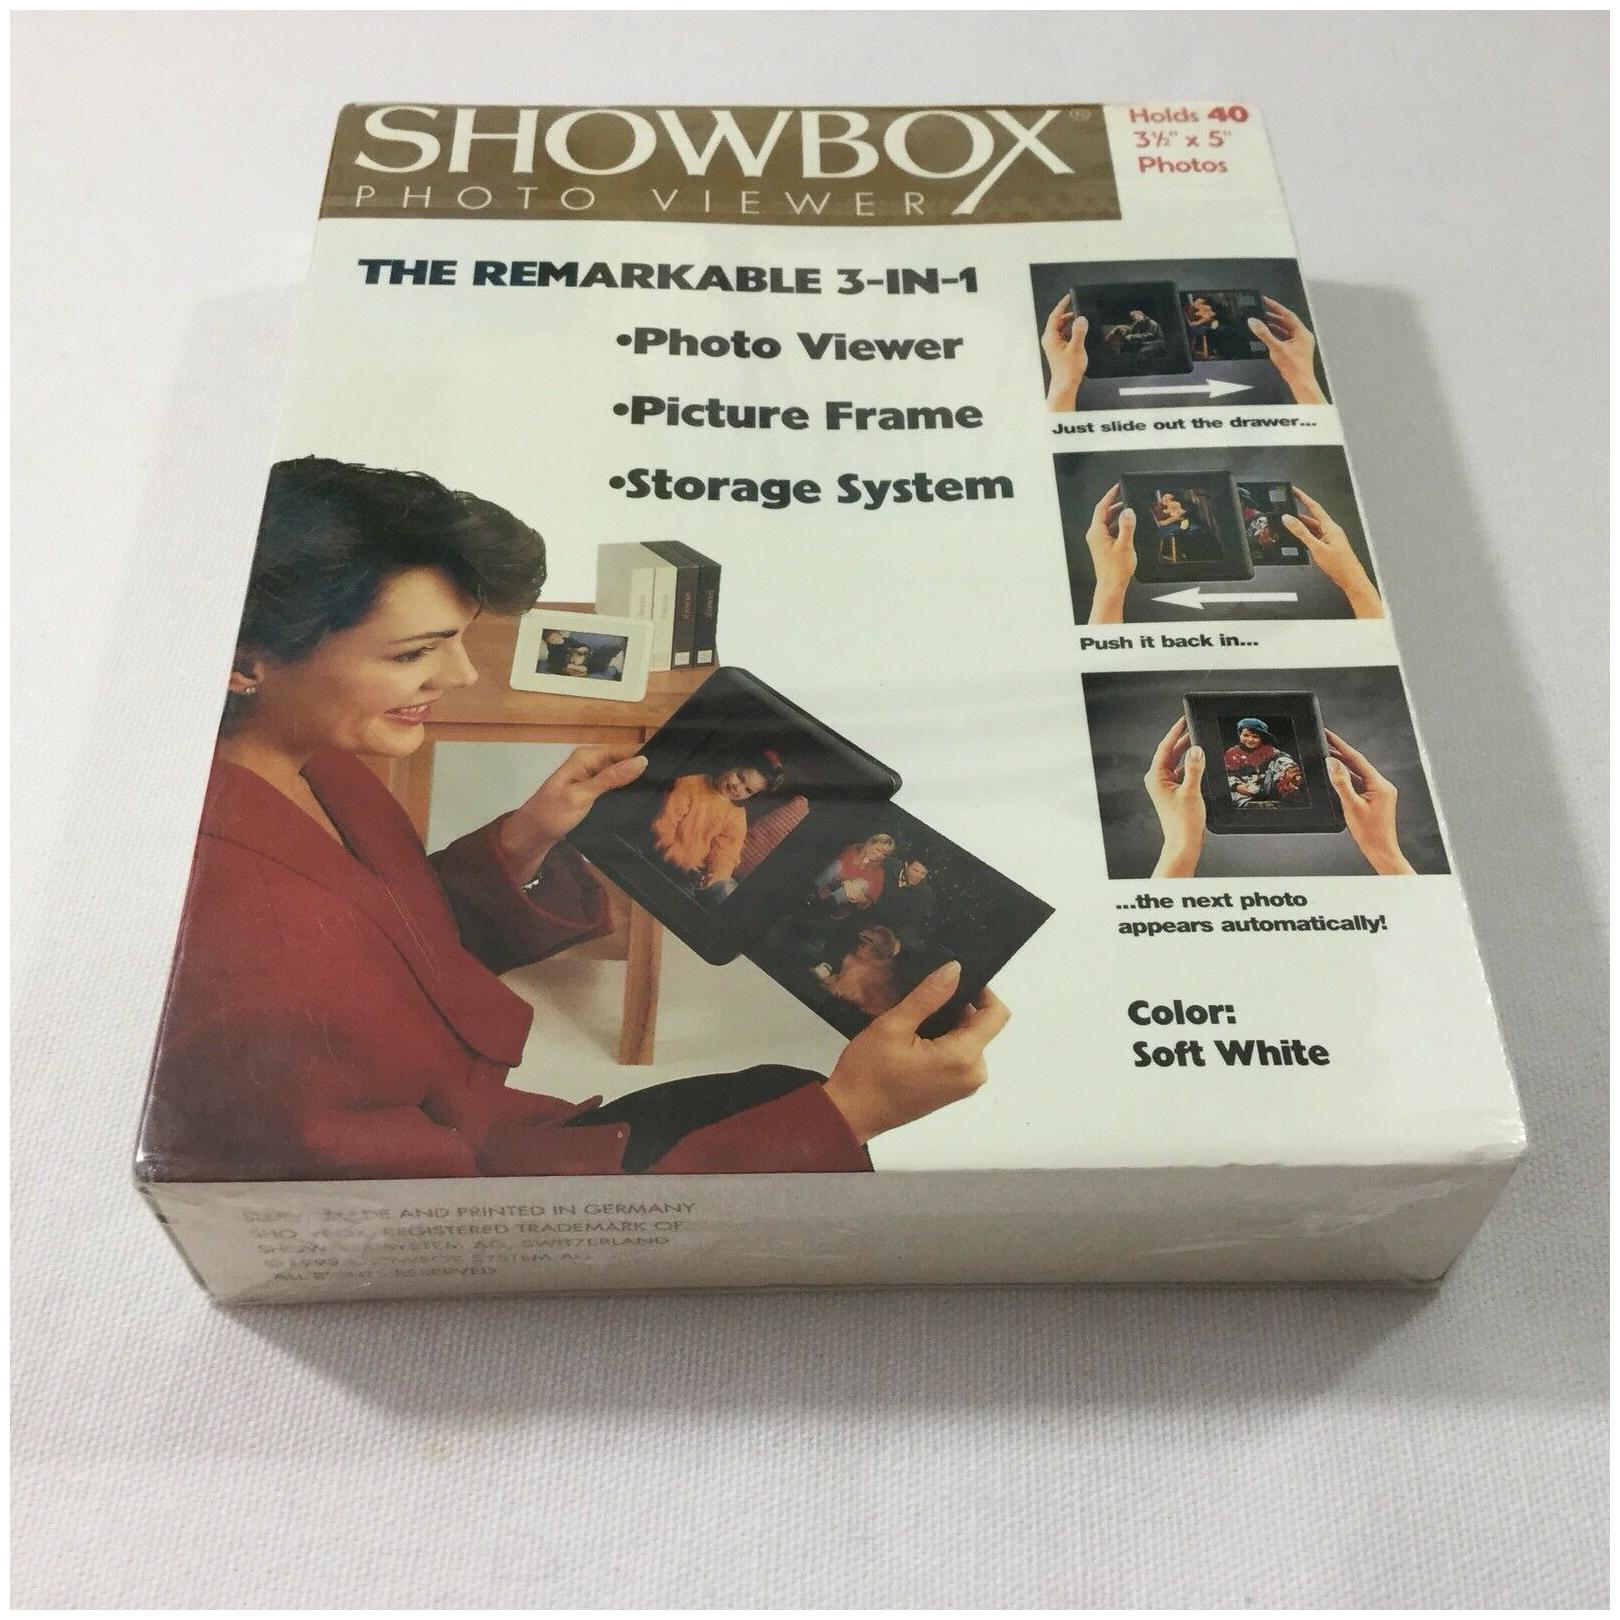 SHOWBOX®
PHOTO VIEWER
Holds 40
3½" x 5"
Photos
THE REMARKABLE 3-IN-1
•Photo Viewer
•Picture Frame
•Storage System
Just slide out the drawer...
Push it back in...
...the next photo
appears automatically!
Color:
Soft White
AND PRINTED IN GERMANY
REGISTERED TRADEMARK OF
SYSTEM AG, SWITZERLAND
SYSTEM AG
ALL RESERVED